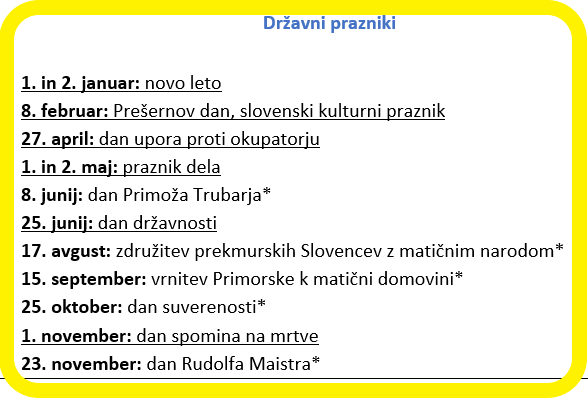 Državni prazniki
1. in 2. januar: novo leto
8. februar: Prešernov dan, slovenski kulturni praznik
27. april: dan upora proti okupatorju
1. in 2. maj: praznik dela
8. junij: dan Primoža Trubarja*
25. junij: dan državnosti
17. avgust: združitev prekmurskih Slovencev z matičnim narodom*
15. september: vrnitev Primorske k matični domovini*
25. oktober: dan suverenosti*
1. november: dan spomina na mrtve
23. november: dan Rudolfa Maistra*